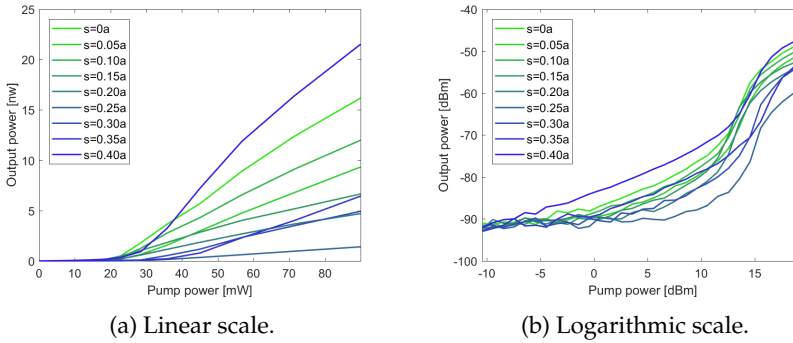 25
20
15
10
5
0
Output power [nw]
s=0a
s=0.05a
s=0.10a
s=0.15a
s=0.20a
s=0.25a
s=0.30a
s=0.35a
s=0.40a
0 10 20 30 40 50 60 70 80
Pump power [mW]
(a) Linear scale.
-40
-50
-60
-70
-80
-90
-100
Output power [dBm]
s=0a
s=0.05a
s=0.10a
s=0.15a
s=0.20a
s=0.25a
s=0.30a
s=0.35a
s=0.40a
-10 -5 0 5 10 15
Pump power [dBm]
(b) Logarithmic scale.